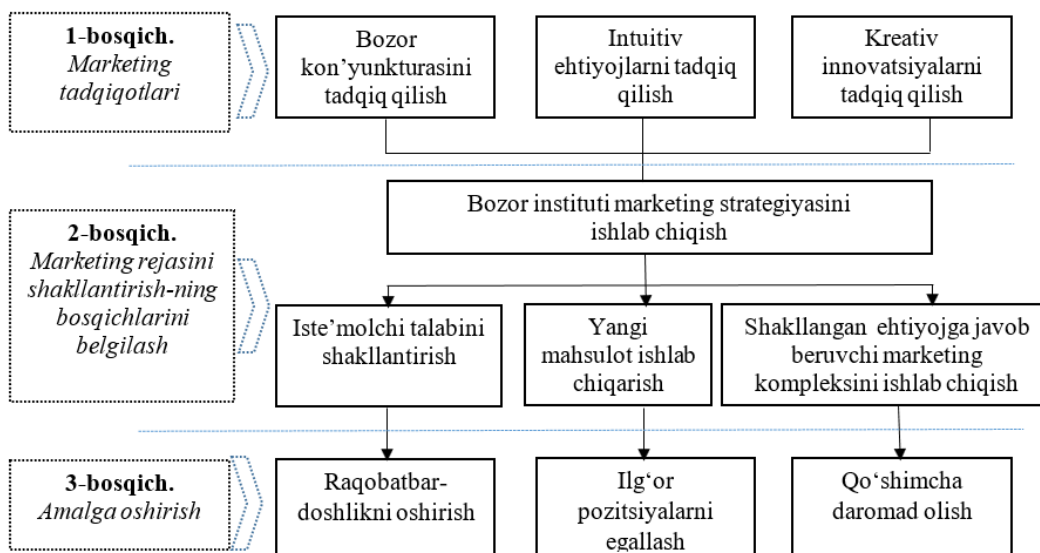 1-bosqich.
Marketing
tadqiqotlari
Bozor
kon’yunkturasini
tadqiq qilish
Intuitiv
ehtiyojlarni tadqiq
qilish
Kreativ
innovatsiyalarni
tadqiq qilish
Bozor instituti marketing strategiyasini
ishlab chiqish
2-bosqich.
Marketing rejasini
shakllantirish-ning
bosqichlarini
belgilash
Iste’molchi talabini
shakllantirish
Yangi
mahsulot ishlab
chiqarish
Shakllangan ehtiyojga javob
beruvchi marketing
kompleksini ishlab chiqish
3-bosqich.
Amalga oshirish
Raqobatbar-
doshlikni oshirish
Ilg‘or
pozitsiyalarni
egallash
Qo‘shimcha
daromad olish